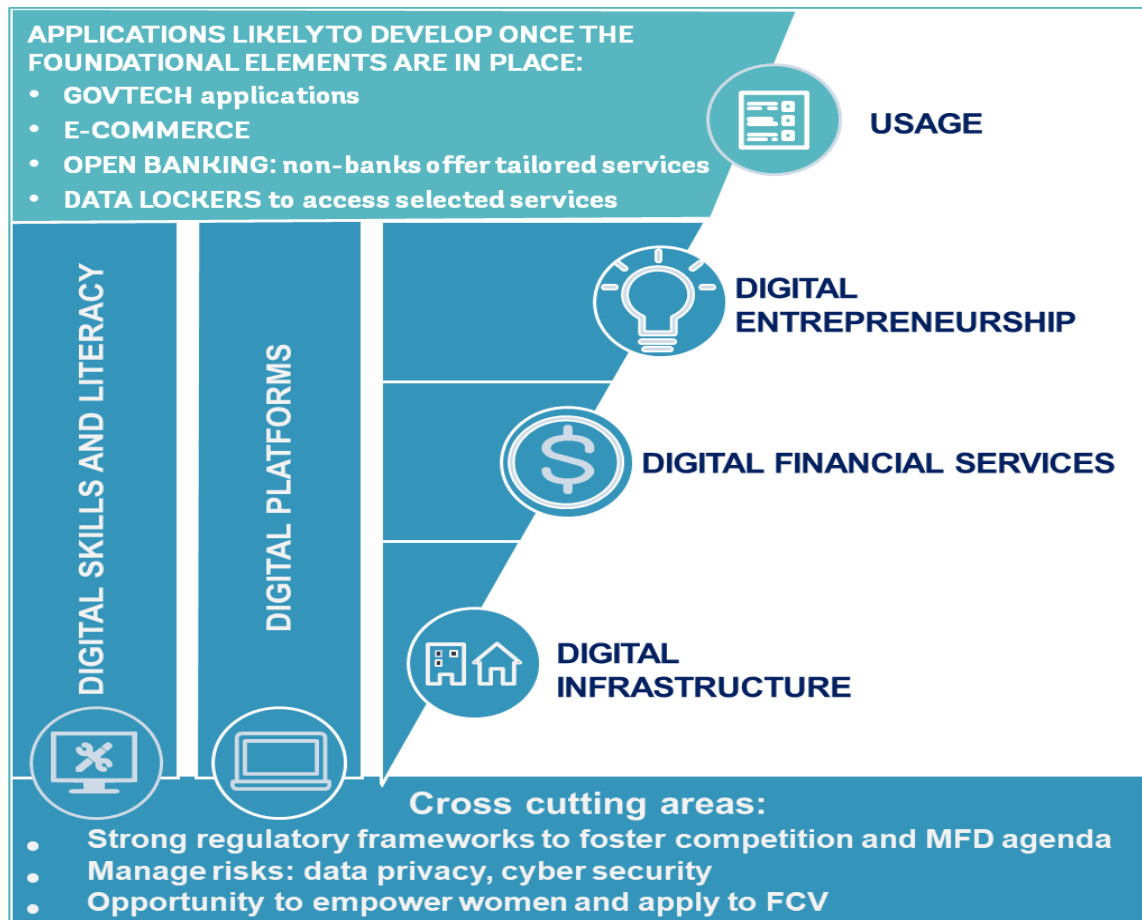 APPLICATIONS LIKELY TO DEVELOP ONCE THE
FOUNDATIONAL ELEMENTS ARE IN PLACE:
• GOVTECH applications
• E-COMMERCE
• OPEN BANKING: non-banks offer tailored services
• DATA LOCKERS to access selected services
USAGE
DIGITAL SKILLS AND LITERACY
DIGITAL PLATFORMS
DIGITAL
ENTREPRENEURSHIP
$
DIGITAL FINANCIAL SERVICES
DIGITAL
INFRASTRUCTURE
Cross cutting areas:
• Strong regulatory frameworks to foster competition and MFD agenda
• Manage risks: data privacy, cyber security
• Opportunity to empower women and apply to FCV